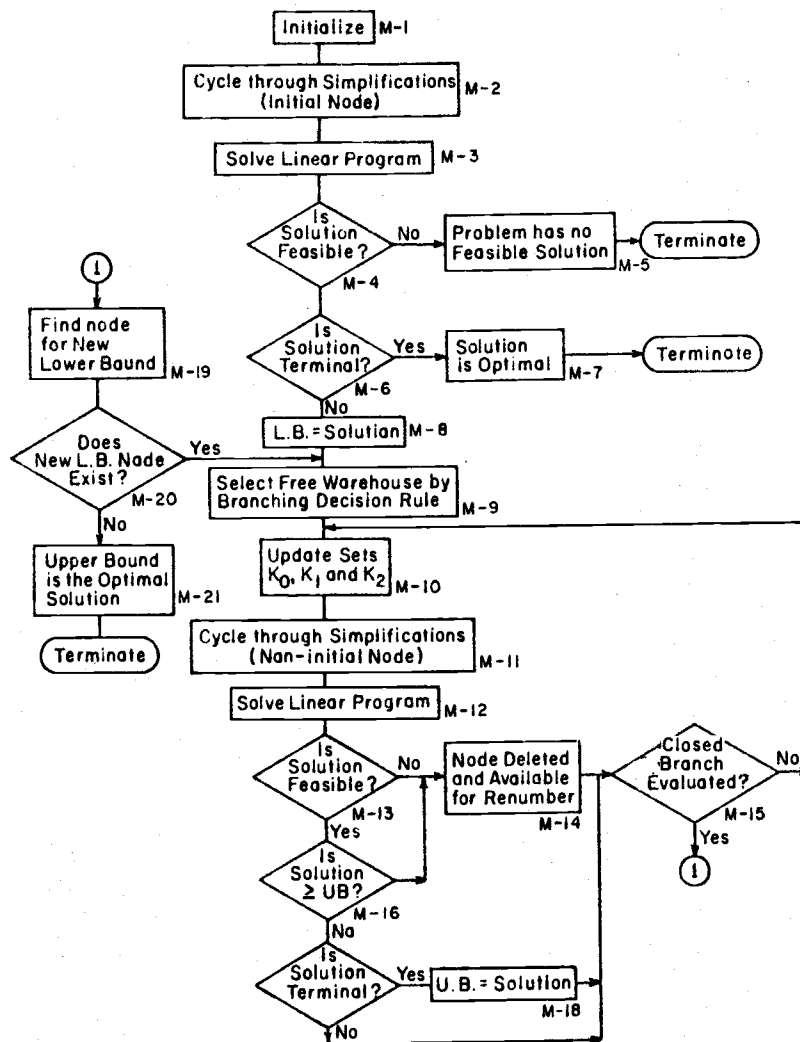 Initialize
M-1
Cycle through Simplifications
(Initial Node)
M-2
Solve Linear Program
M-3
Is
Solution
Feasible?
M-4
No
Problem has no
Feasible Solution
M-5
Terminate
Is
Solution
Terminal?
M-6
Yes
Solution
is Optimal
M-7
Terminate
No
L.B.=Solution
M-8
1
Find node
for New
Lower Baund
M-19
Does
New L.B. Node
Exist?
M-20
Yes
No
Upper Bound
is the Optimal
Solution
M-21
Terminate
Select Free Warehouse by
Branching Decision Rule
M-9
Update Sets
K0, K1 and K2
M-10
Cycle through Simplifications
(Nan-initial Node)
M-11
Solve Linear Program
M-12
Is
Solution
Feasible?
M-13
No
Node Deleted
and Available
for Renumber
M-14
Closed
Branch
Evaluated?
M-15
No
Yes
1
Yes
Is
Solution
≥ UB?
M-16
Na
Is
Solution
Terminal?
Yes
U.B.=Solution
M-18
No